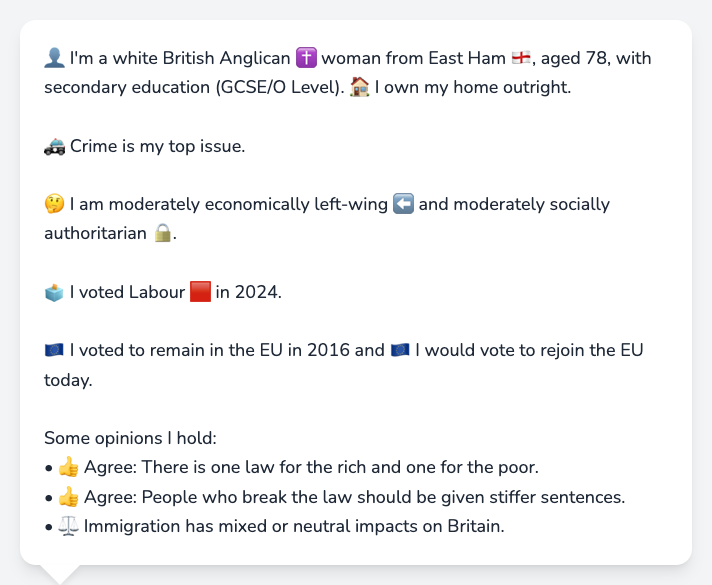 👤 I'm a white British Anglican ✝️ woman from East Ham 🏴󠁧󠁢󠁥󠁮󠁧󠁿, aged 78, with
secondary education (GCSE/O Level). 🏠 I own my home outright.
🚓 Crime is my top issue.
🤔 I am moderately economically left-wing ⬅️ and moderately socially
authoritarian 🔒.
🗳️ I voted Labour 🟥 in 2024.
🇪🇺 I voted to remain in the EU in 2016 and 🇪🇺 I would vote to rejoin the EU
today.
Some opinions I hold:
• 👍 Agree: There is one law for the rich and one for the poor.
• 👍 Agree: People who break the law should be given stiffer sentences.
• ⚖️ Immigration has mixed or neutral impacts on Britain.